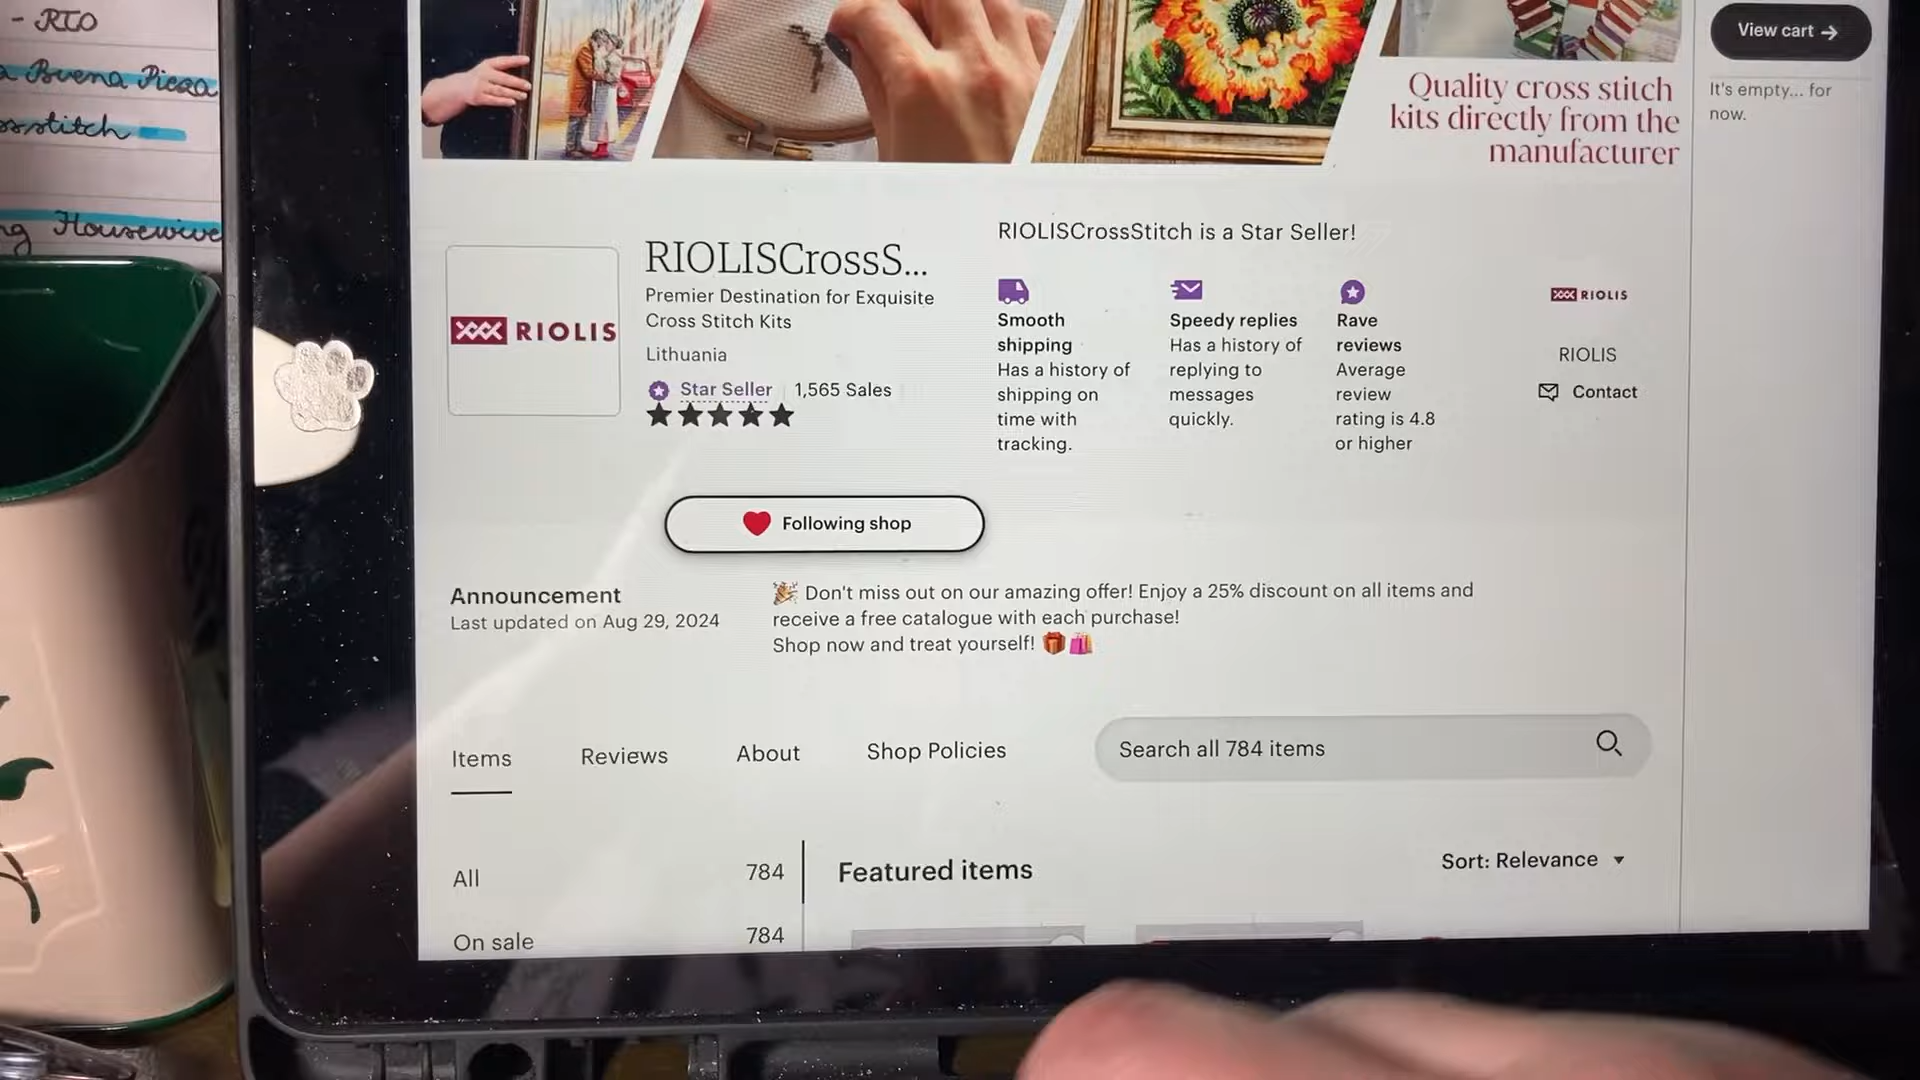 - RTO
Buena Pieza
stitch
Housewive
View cart →
It's empty... for
now.
Quality cross stitch
kits directly from the
manufacturer
RIOLISCrossStitch is a Star Seller!
RIOLIS
RIOLISCrossS...
Premier Destination for Exquisite
Cross Stitch Kits
Lithuania
Star Seller 1,565 Sales
Smooth
shipping
Has a history of
shipping on
time with
tracking.
Speedy replies
Has a history of
replying to
messages
quickly.
Rave
reviews
Average
review
rating is 4.8
or higher
RIOLIS
RIOLIS
Contact
Following shop
Announcement
Last updated on Aug 29, 2024
🎉 Don't miss out on our amazing offer! Enjoy a 25% discount on all items and
receive a free catalogue with each purchase!
Shop now and treat yourself! 🎁🛍️
Items
Reviews
About
Shop Policies
Search all 784 items
All 784
On sale 784
Featured items
Sort: Relevance